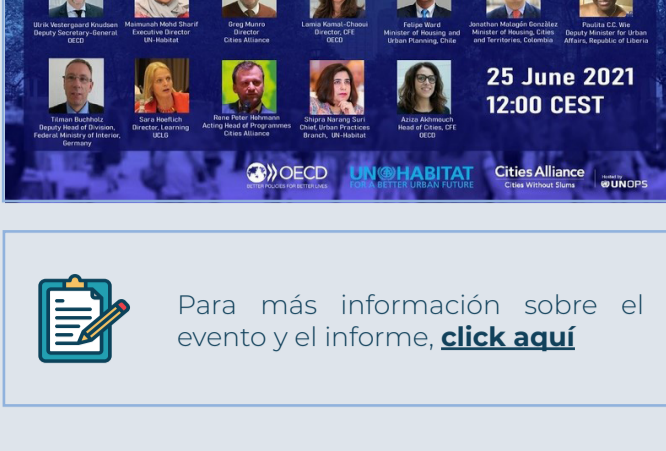 Ulrik Vestergaard Knudsen
Deputy Secretary-General
OECD
Maimunah Mohd Sharif
Executive Director
UN-Habitat
Greg Munro
Director
Cities Alliance
Lamia Kamal-Chaoui
Director, CFE
OECD
Felipe Ward
Minister of Housing and
Urban Planning, Chile
Jonathan Malagón González
Minister of Housing, Cities
and Territories, Colombia
Paulita C.C. Wie
Deputy Minister for Urban
Affairs, Republic of Liberia
Tilman Buchholz
Deputy Head of Division,
Federal Ministry of Interior,
Germany
Sara Hoeflich
Director, Learning
UCLG
Rene Peter Hohmann
Acting Head of Programmes
Cities Alliance
Shipra Narang Suri
Chief, Urban Practices
Branch, UN-Habitat
Aziza Akhmouch
Head of Cities, CFE
OECD
25 June 2021
12:00 CEST
OECD
BETTER POLICIES FOR BETTER LIVES
UN HABITAT
FOR A BETTER URBAN FUTURE
Cities Alliance
Cities Without Slums
Hosted by
UNOPS
Para más información sobre el
evento y el informe, click aquí